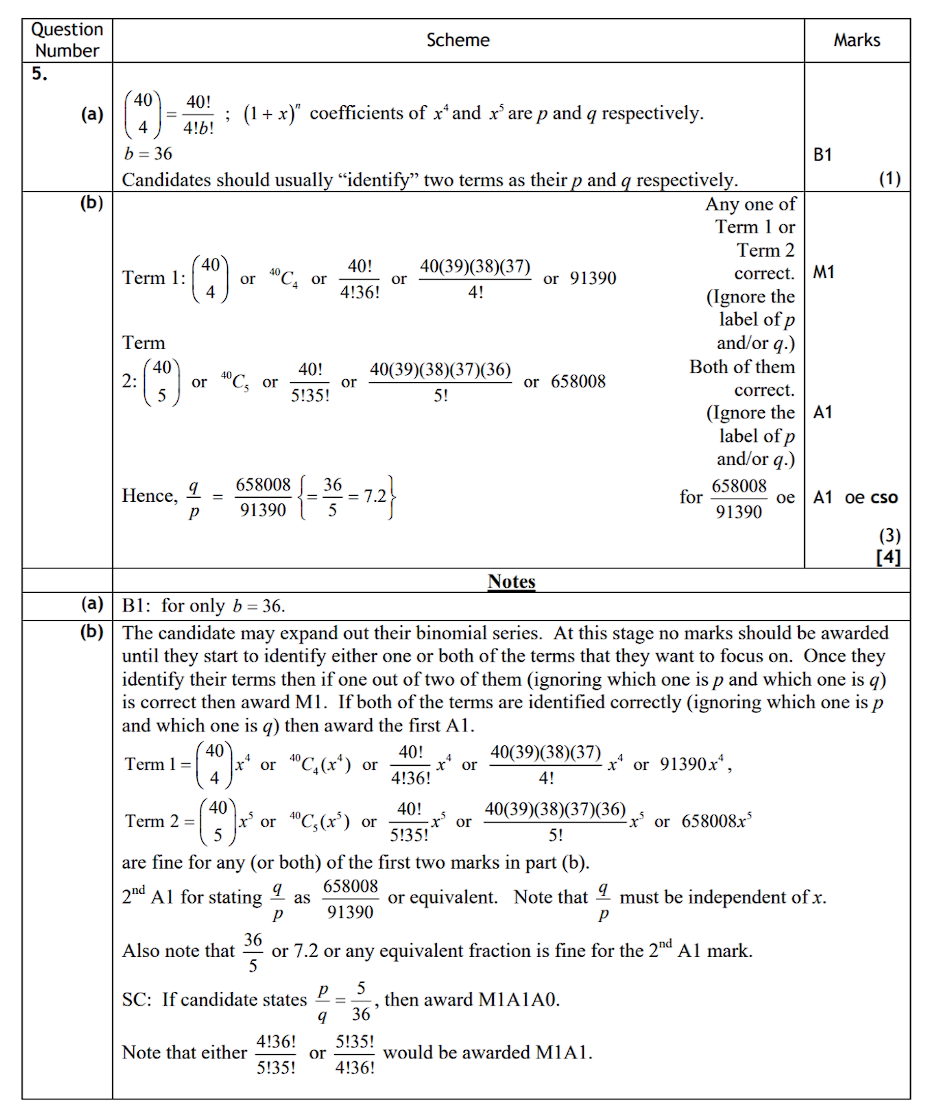 Question Number Scheme Marks
5.
(a) \binom{40}{4} = \frac{40!}{4!b!} ; (1 + x)^n coefficients of x^4 and x^5 are p and q respectively.
b = 36 B1
Candidates should usually “identify” two terms as their p and q respectively. (1)
(b) Any one of
Term 1 or
Term 2
Term 1: \binom{40}{4} or ^{40}C_4 or \frac{40!}{4!36!} or \frac{40(39)(38)(37)}{4!} or 91390 correct. M1
(Ignore the
label of p
Term and/or q.)
2: \binom{40}{5} or ^{40}C_5 or \frac{40!}{5!35!} or \frac{40(39)(38)(37)(36)}{5!} or 658008 Both of them
correct.
(Ignore the A1
label of p
and/or q.)
Hence, \frac{q}{p} = \frac{658008}{91390} \left\{= \frac{36}{5} = 7.2\right\} for \frac{658008}{91390} oe A1 oe cso
(3)
[4]
Notes
(a) B1: for only b = 36.
(b) The candidate may expand out their binomial series. At this stage no marks should be awarded
until they start to identify either one or both of the terms that they want to focus on. Once they
identify their terms then if one out of two of them (ignoring which one is p and which one is q)
is correct then award M1. If both of the terms are identified correctly (ignoring which one is p
and which one is q) then award the first A1.
Term 1 = \binom{40}{4}x^4 or ^{40}C_4(x^4) or \frac{40!}{4!36!}x^4 or \frac{40(39)(38)(37)}{4!}x^4 or 91390x^4,
Term 2 = \binom{40}{5}x^5 or ^{40}C_5(x^5) or \frac{40!}{5!35!}x^5 or \frac{40(39)(38)(37)(36)}{5!}x^5 or 658008x^5
are fine for any (or both) of the first two marks in part (b).
2^{nd} A1 for stating \frac{q}{p} as \frac{658008}{91390} or equivalent. Note that \frac{q}{p} must be independent of x.
Also note that \frac{36}{5} or 7.2 or any equivalent fraction is fine for the 2^{nd} A1 mark.
SC: If candidate states \frac{p}{q} = \frac{5}{36}, then award M1A1A0.
Note that either \frac{4!36!}{5!35!} or \frac{5!35!}{4!36!} would be awarded M1A1.